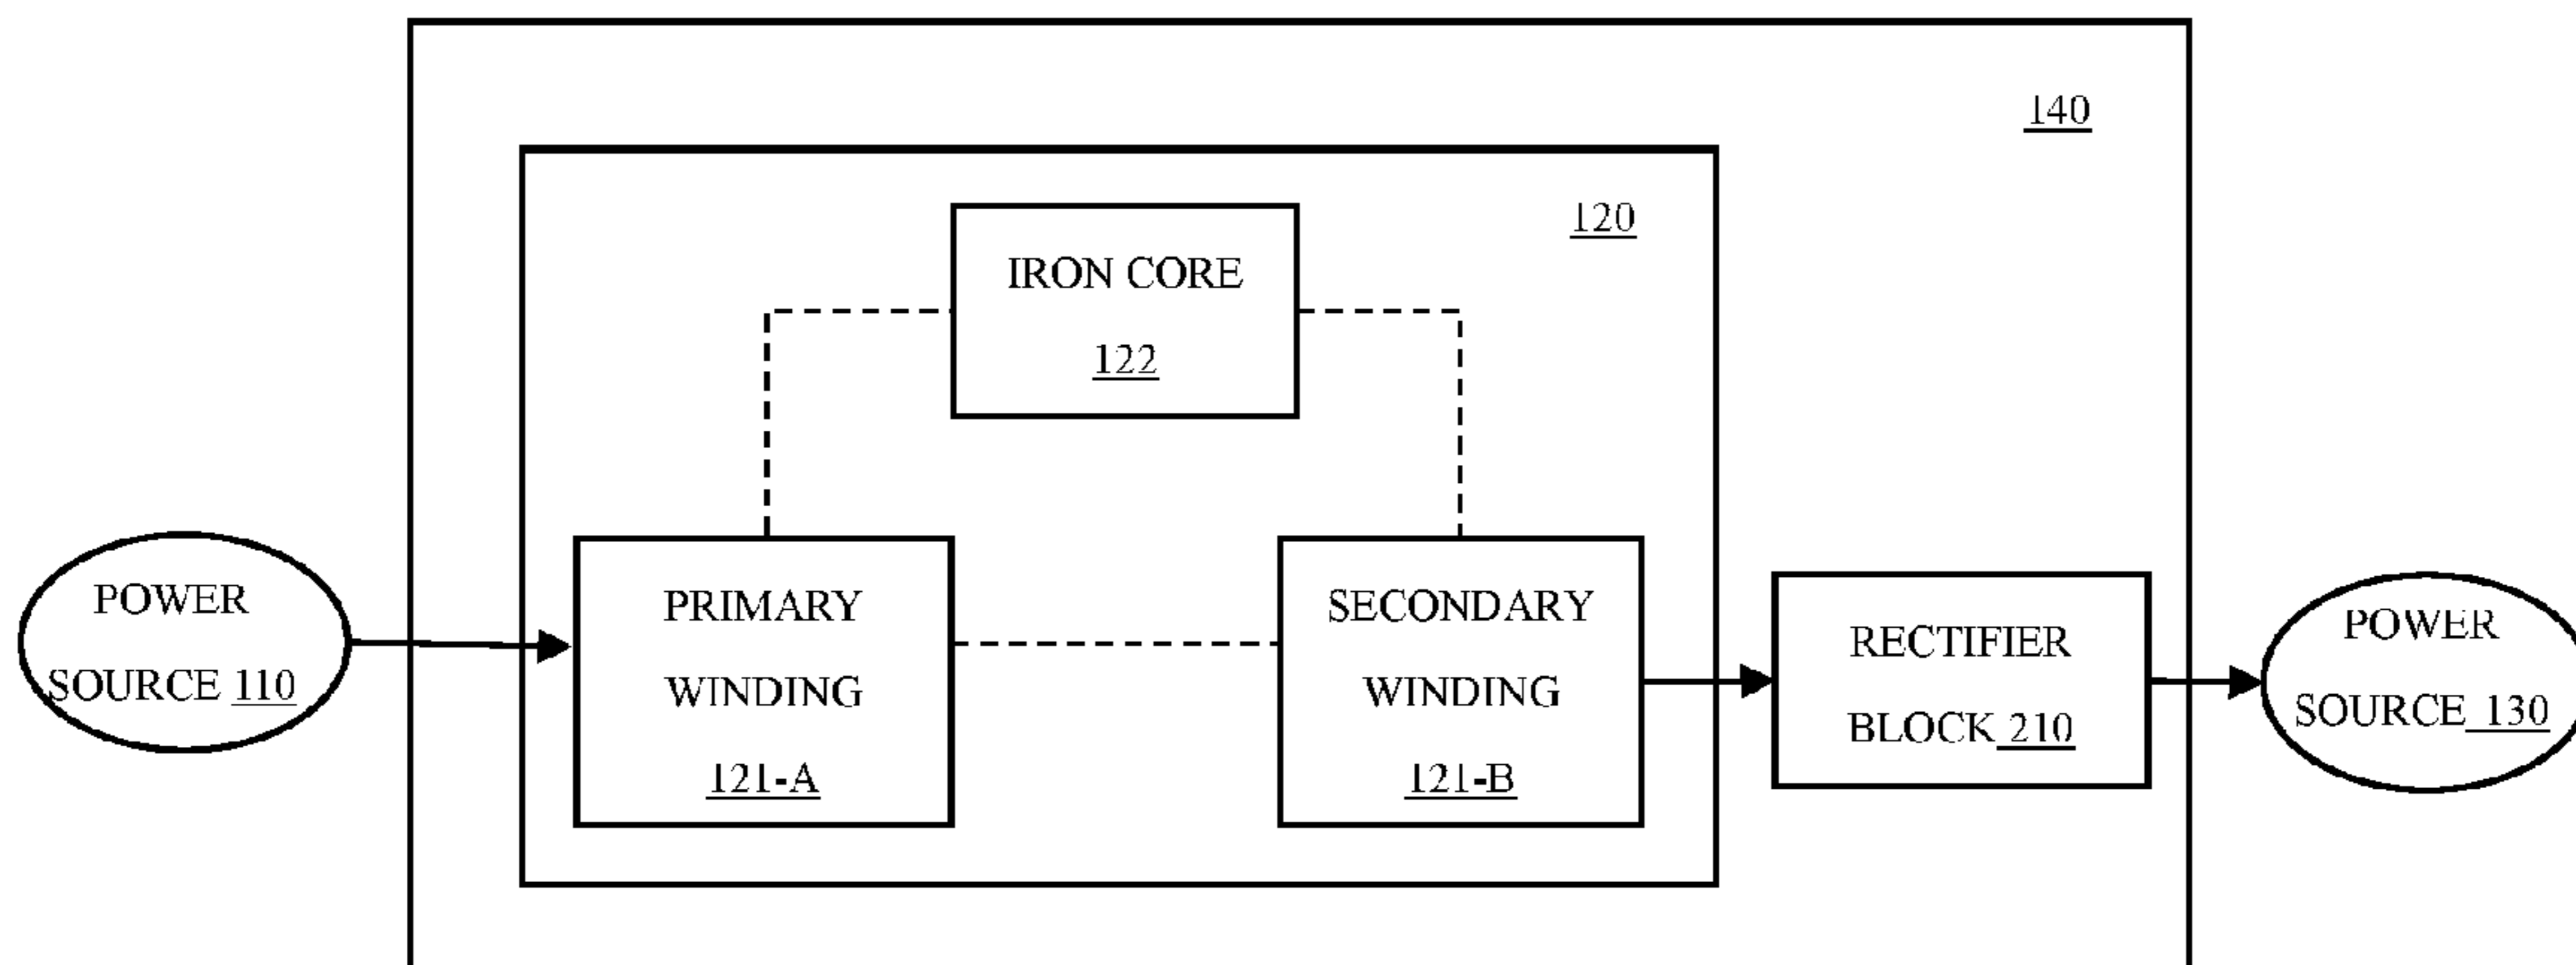 140
120
IRON CORE
122
POWER
SOURCE 110
PRIMARY
WINDING
121-A
SECONDARY
WINDING
121-B
RECTIFIER
BLOCK 210
POWER
SOURCE 130